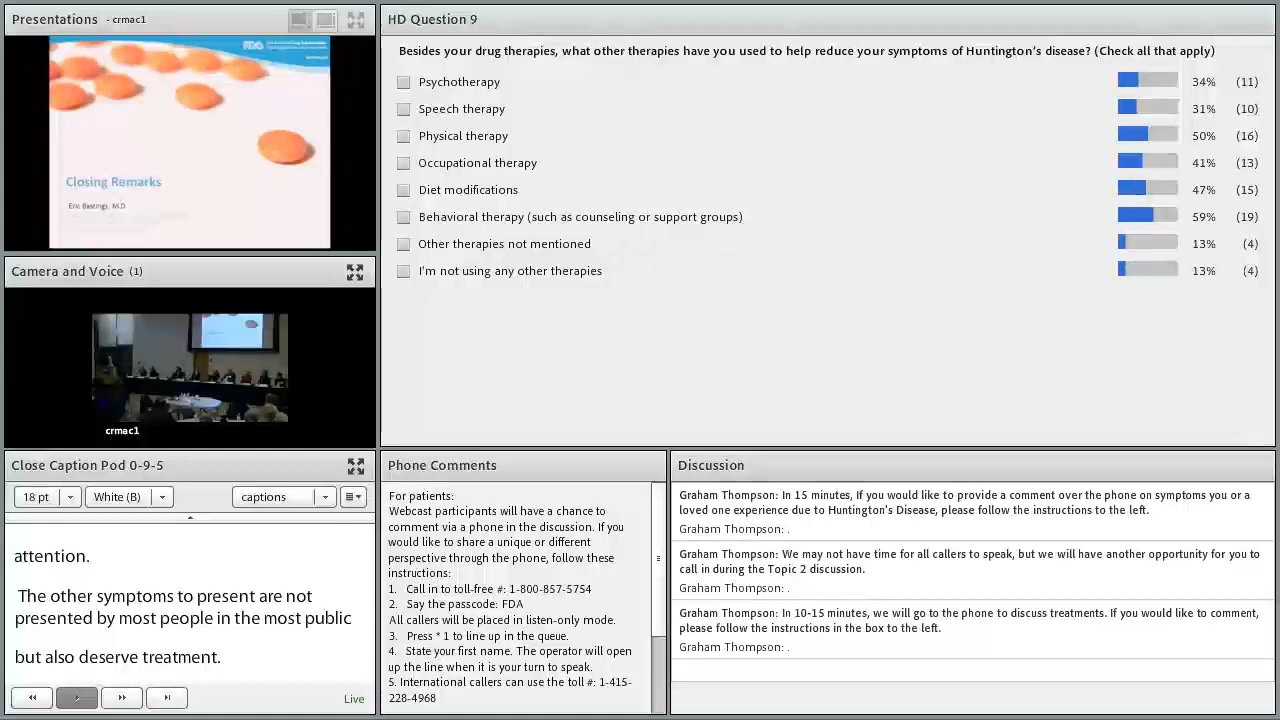 Presentations - crmac1
FDA
Closing Remarks
Eric Bastings, M.D.
Camera and Voice (1)
crmac1
Close Caption Pod 0-9-5
18 pt
White (B)
captions
attention.
The other symptoms to present are not
presented by most people in the most public
but also deserve treatment.
Live
HD Question 9
Besides your drug therapies, what other therapies have you used to help reduce your symptoms of Huntington's disease? (Check all that apply)
Psychotherapy 34% (11)
Speech therapy 31% (10)
Physical therapy 50% (16)
Occupational therapy 41% (13)
Diet modifications 47% (15)
Behavioral therapy (such as counseling or support groups) 59% (19)
Other therapies not mentioned 13% (4)
I'm not using any other therapies 13% (4)
Phone Comments
For patients:
Webcast participants will have a chance to
comment via a phone in the discussion. If you
would like to share a unique or different
perspective through the phone, follow these
instructions:
1. Call in to toll-free #: 1-800-857-5754
2. Say the passcode: FDA
All callers will be placed in listen-only mode.
3. Press * 1 to line up in the queue.
4. State your first name. The operator will open
up the line when it is your turn to speak.
5. International callers can use the toll #: 1-415-
228-4968
Discussion
Graham Thompson: In 15 minutes, If you would like to provide a comment over the phone on symptoms you or a
loved one experience due to Huntington's Disease, please follow the instructions to the left.
Graham Thompson: .
Graham Thompson: We may not have time for all callers to speak, but we will have another opportunity for you to
call in during the Topic 2 discussion.
Graham Thompson: .
Graham Thompson: In 10-15 minutes, we will go to the phone to discuss treatments. If you would like to comment,
please follow the instructions in the box to the left.
Graham Thompson: .